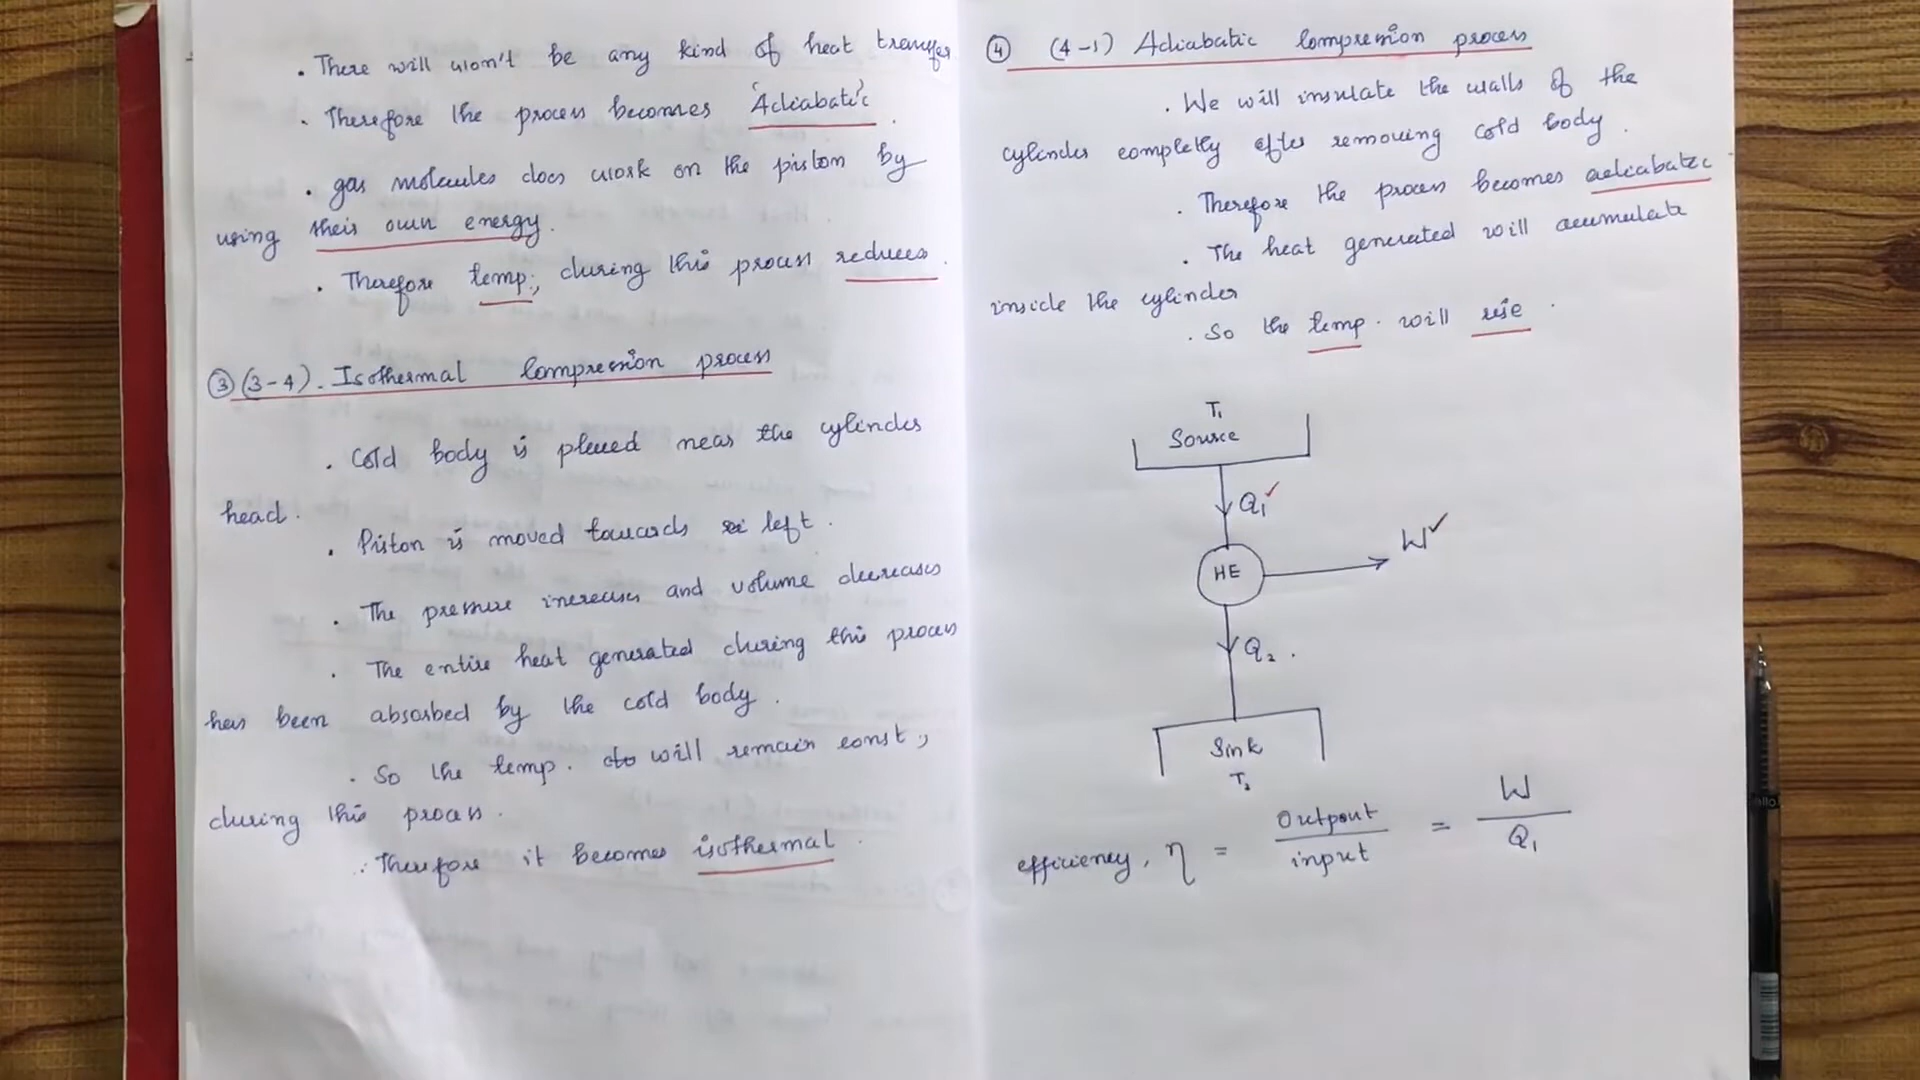 . There will won't be any kind of heat transfer
. Therefore the process becomes 'Adiabatic'.
. gas molecules does work on the piston by
using their own energy.
. Therefore temp., during this process reduces.
③ (3-4). Isothermal Compression process
. Cold body is placed near the cylinder
head.
. Piston is moved towards left.
. The pressure increases and volume decreases
. The entire heat generated during this process
has been absorbed by the cold body.
. So the temp. will remain const,
during this process.
∴ Therefore it becomes isothermal.
④ (4-1) Adiabatic Compression process
. We will insulate the walls of the
cylinder completly after removing cold body.
. Therefore the process becomes adiabatic.
. The heat generated will accumulate
inside the cylinder
. So the temp. will rise.
T₁
Source
Q₁✓
HE
W✓
Q₂.
Sink
T₂
efficiency, η = Outpout / input = W / Q₁